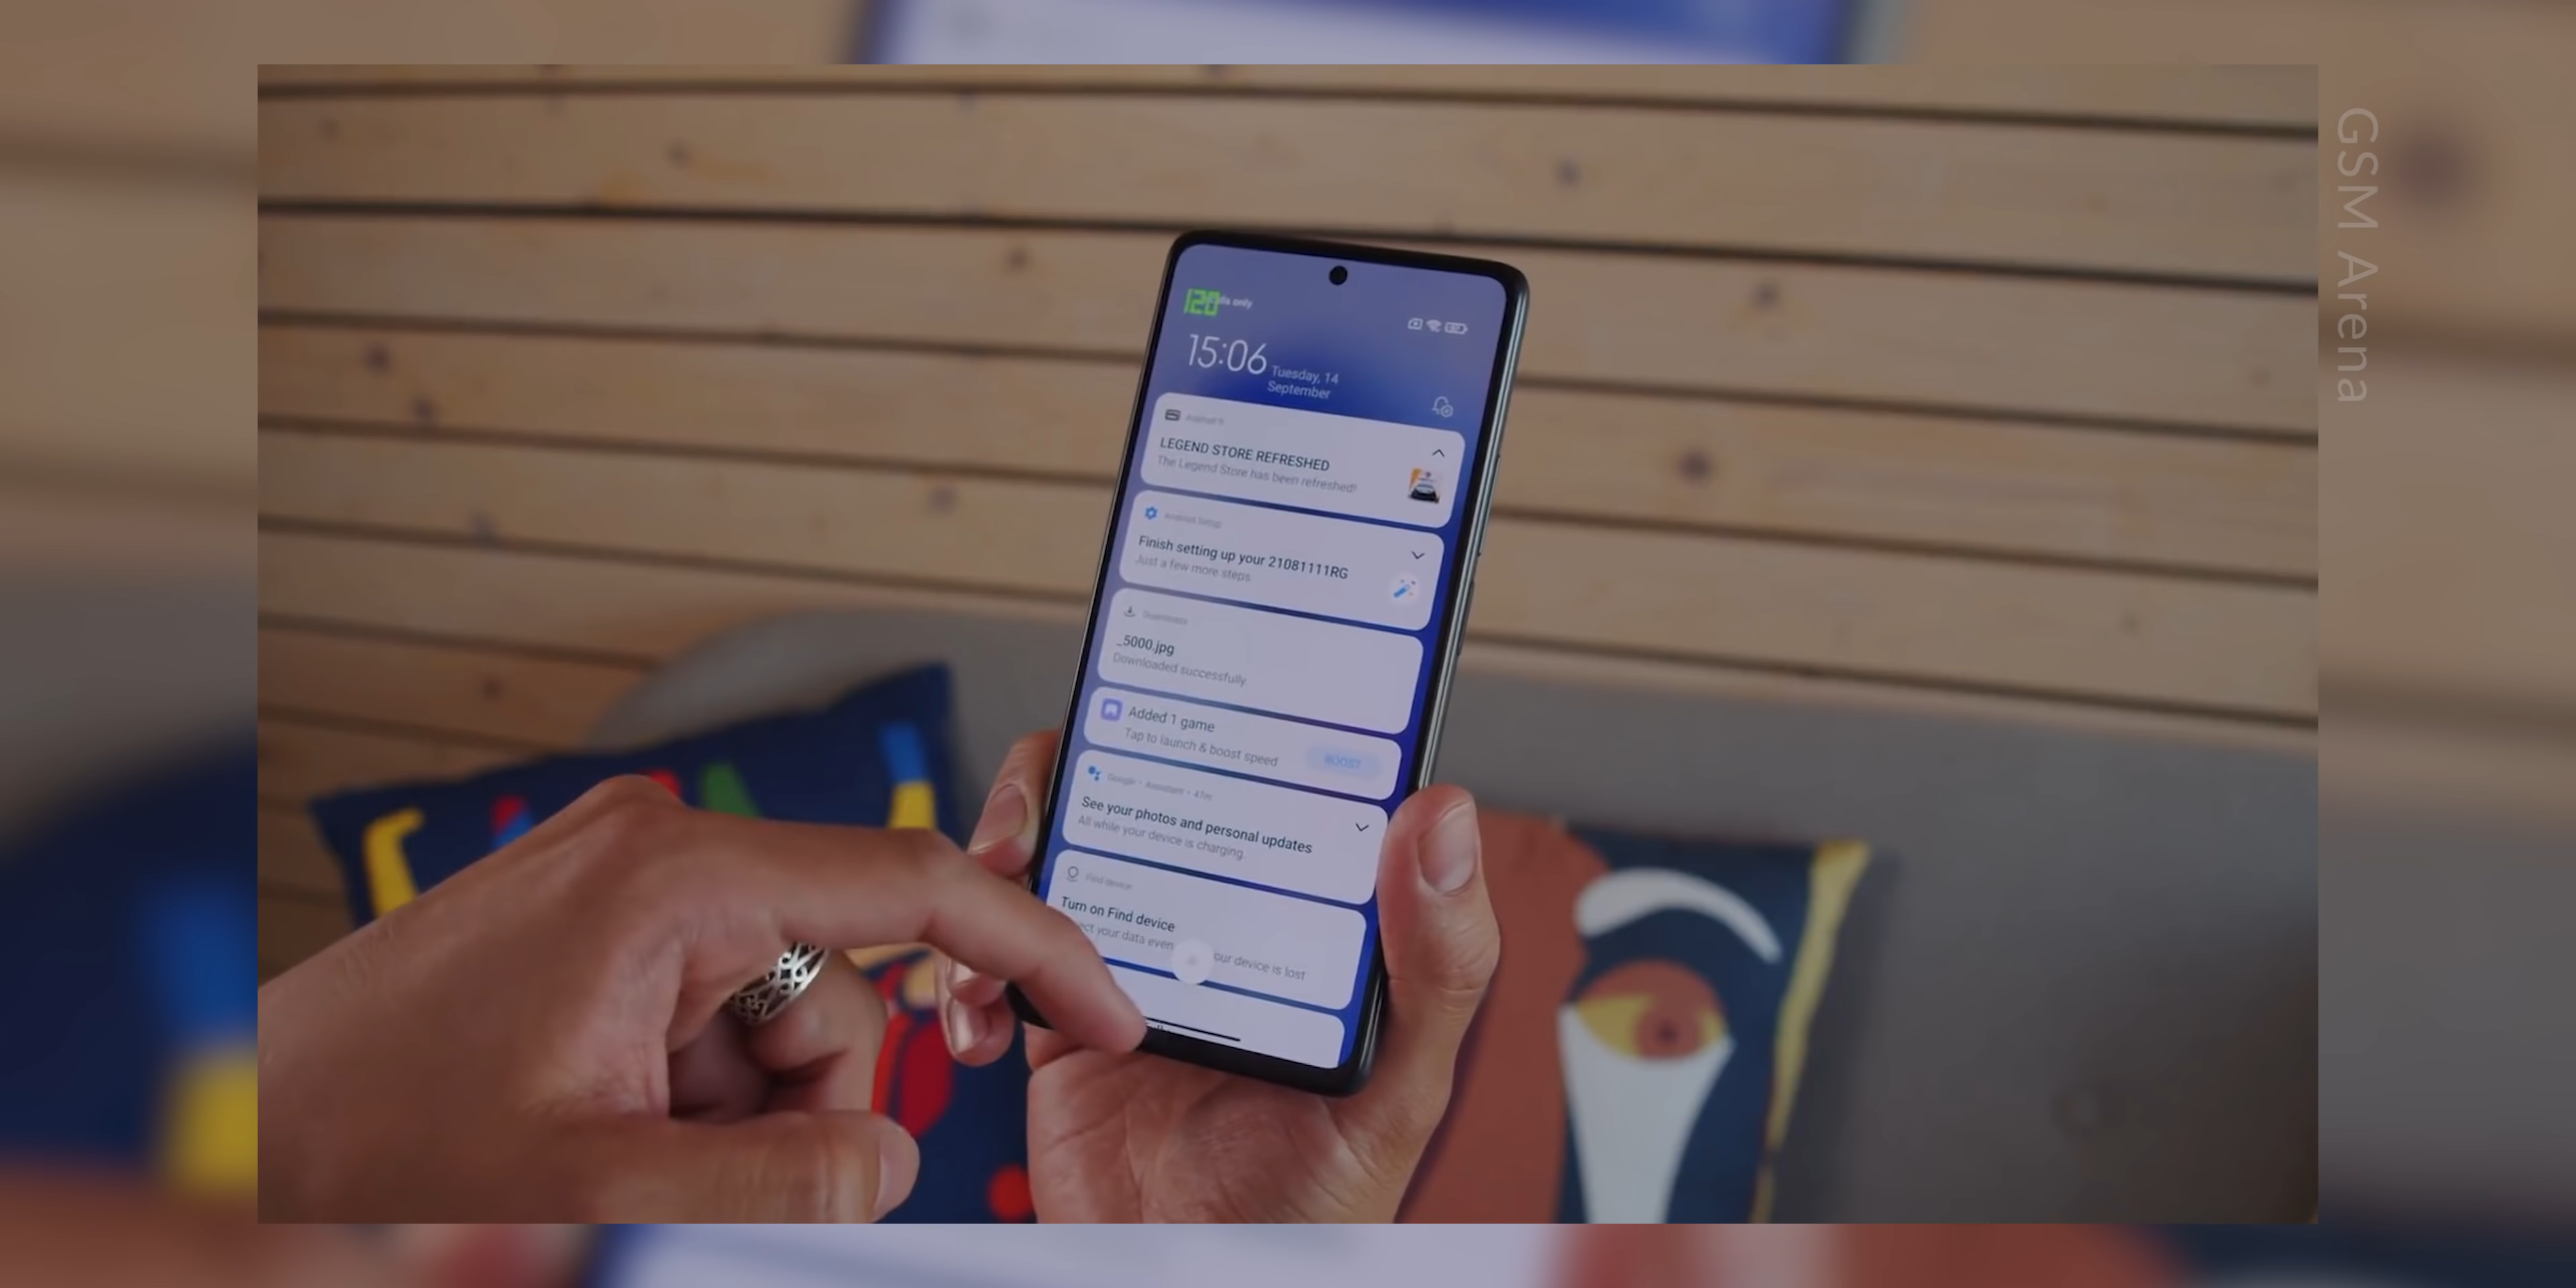 GSM Arena
120
only
15:06
Tuesday, 14
September
LEGEND STORE REFRESHED
The Legend Store has been refreshed!
Android Setup
Finish setting up your 21081111RG
Just a few more steps
Downloads
_5000.jpg
Downloaded successfully
Added 1 game
Tap to launch & boost speed
BOOST
Google • Assistant • 47m
See your photos and personal updates
All while your device is charging
Find device
Turn on Find device
your data even
our device is lost